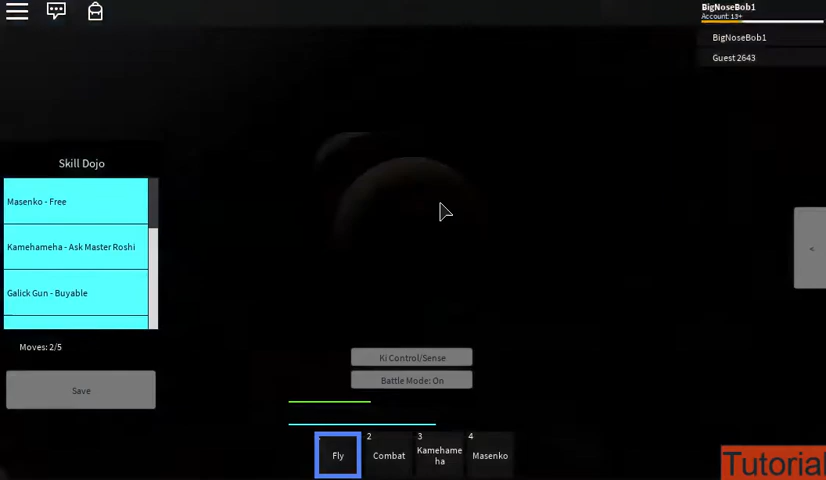 BigNoseBob1
Account: 13+
BigNoseBob1
Guest 2643
Skill Dojo
Masenko - Free
Kamehameha - Ask Master Roshi
Galick Gun - Buyable
<
Moves: 2/5
Save
Ki Control/Sense
Battle Mode: On
1
Fly
2
Combat
3
Kameha
ha
4
Masenko
Tutorial